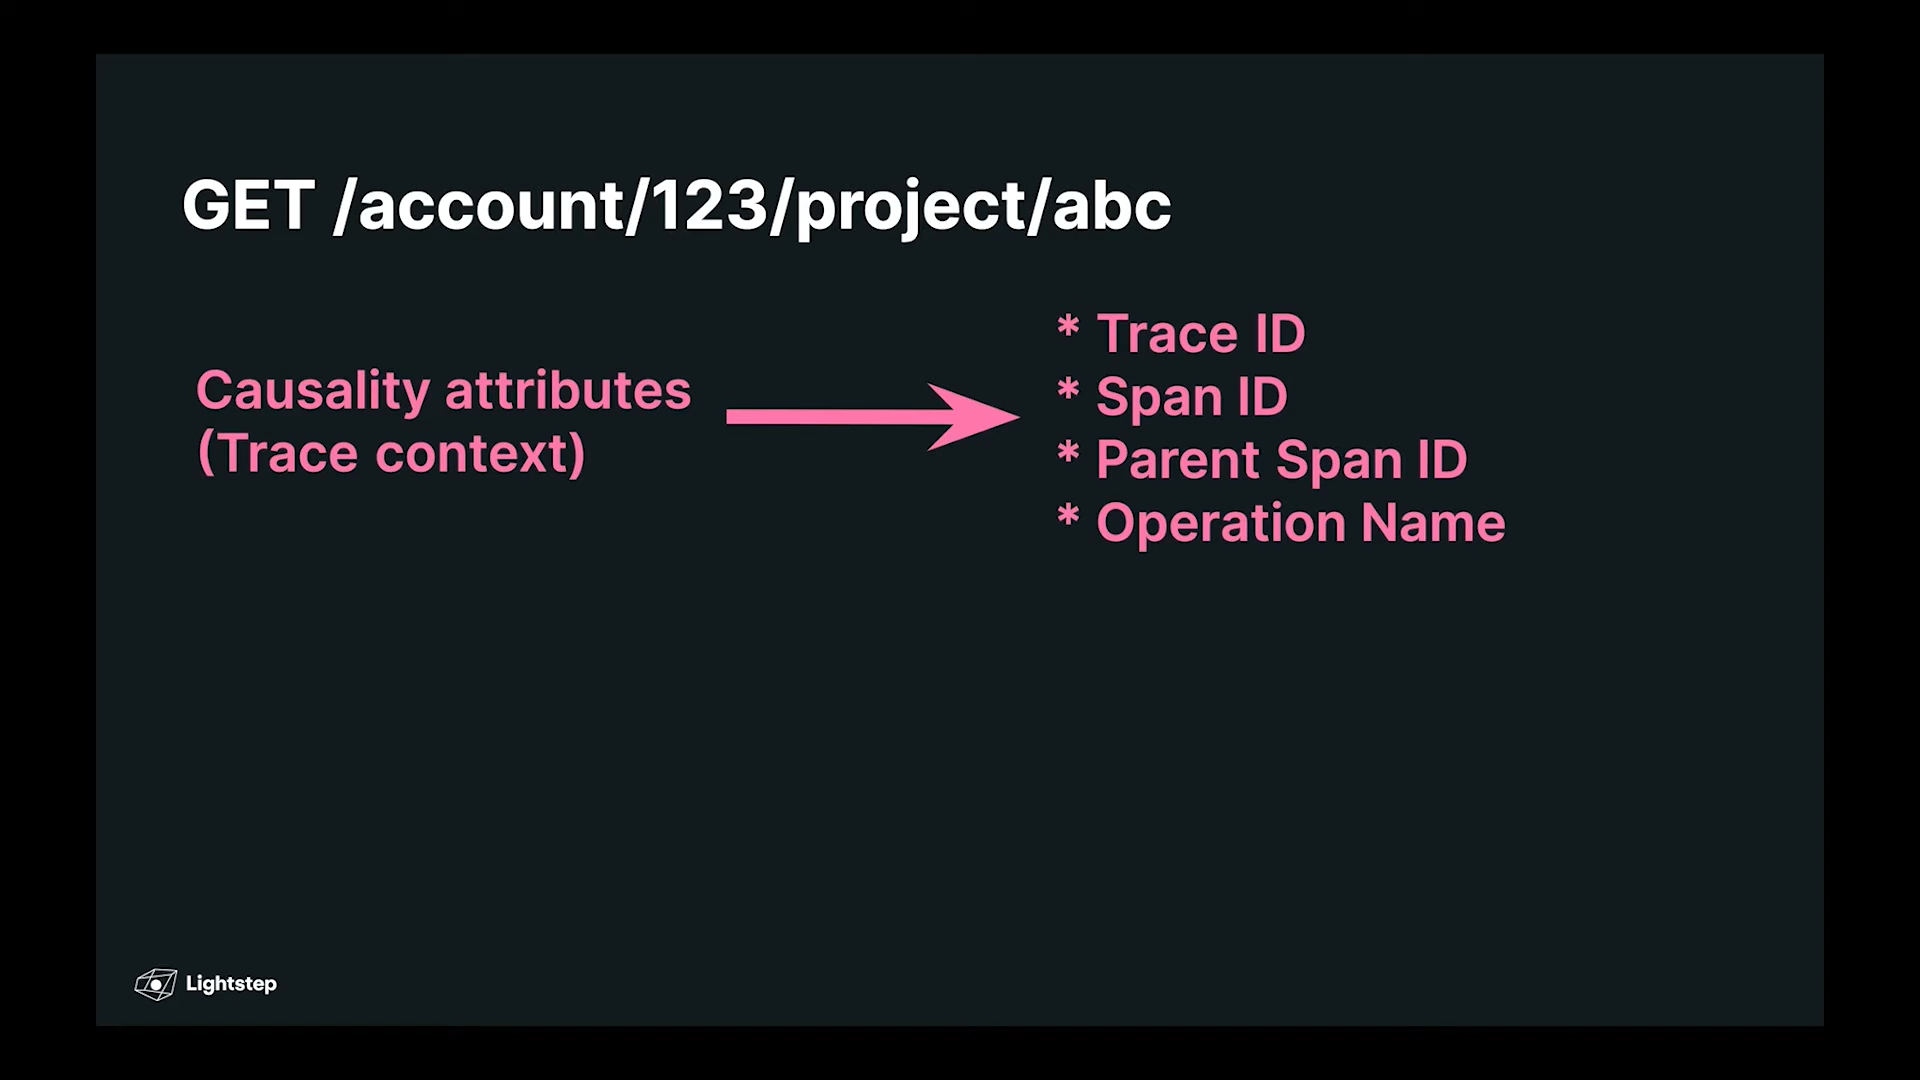 GET /account/123/project/abc
Causality attributes
(Trace context)
* Trace ID
* Span ID
* Parent Span ID
* Operation Name
Lightstep